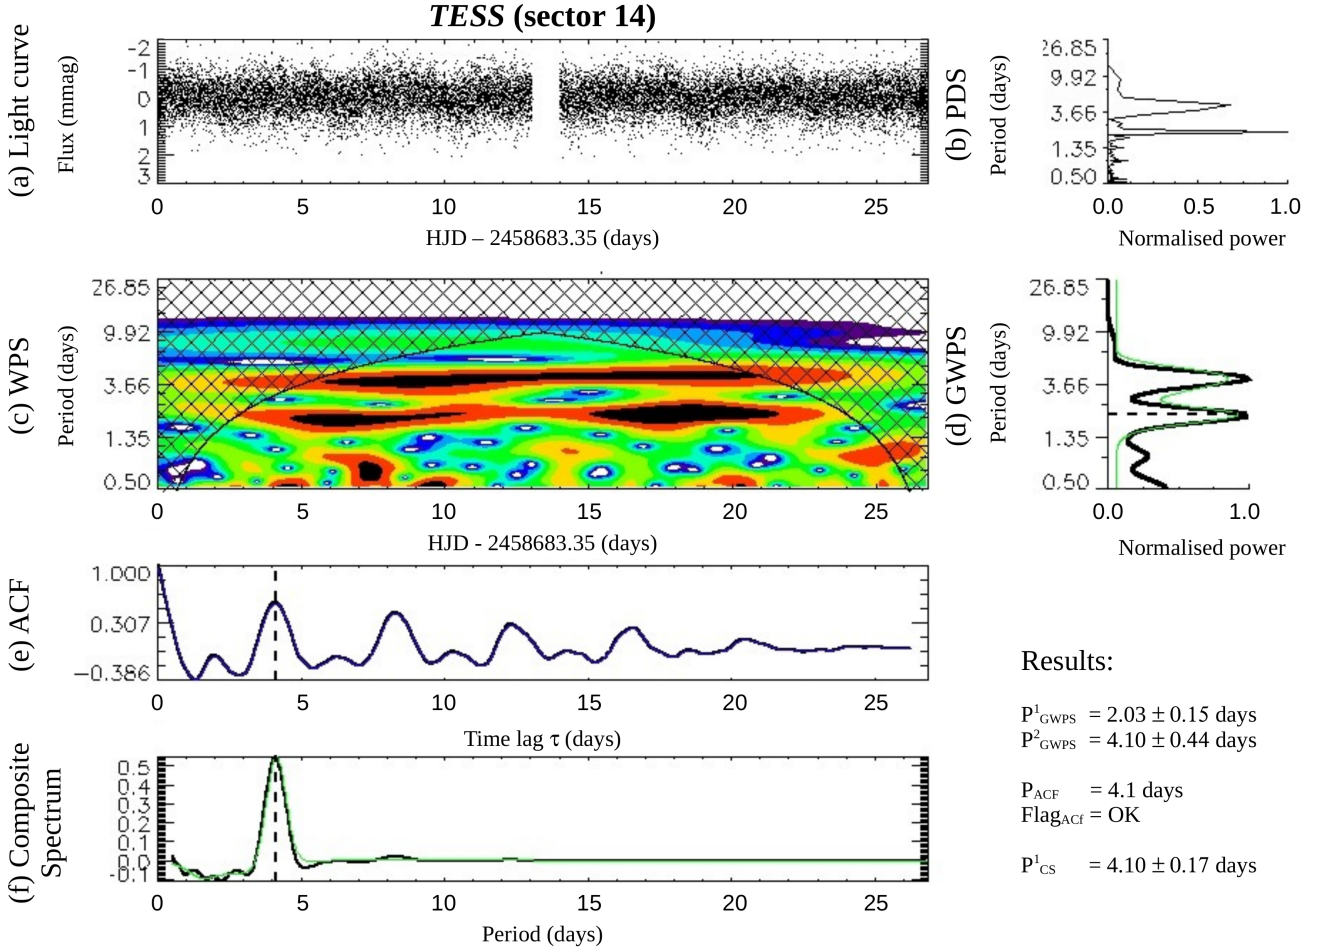 TESS (sector 14)
(a) Light curve
Flux (mmag)
-2
-1
0
1
2
3
0 5 10 15 20 25
HJD – 2458683.35 (days)
(b) PDS
Period (days)
26.85
9.92
3.66
1.35
0.50
0.0 0.5 1.0
Normalised power
(c) WPS
Period (days)
26.85
9.92
3.66
1.35
0.50
0 5 10 15 20 25
HJD - 2458683.35 (days)
(d) GWPS
Period (days)
26.85
9.92
3.66
1.35
0.50
0.0 1.0
Normalised power
(e) ACF
1.000
0.307
−0.386
0 5 10 15 20 25
Time lag τ (days)
(f) Composite
Spectrum
0.5
0.4
0.3
0.2
0.1
0.0
-0.1
0 5 10 15 20 25
Period (days)
Results:
P¹GWPS = 2.03 ± 0.15 days
P²GWPS = 4.10 ± 0.44 days
PACF = 4.1 days
FlagACf = OK
P¹CS = 4.10 ± 0.17 days